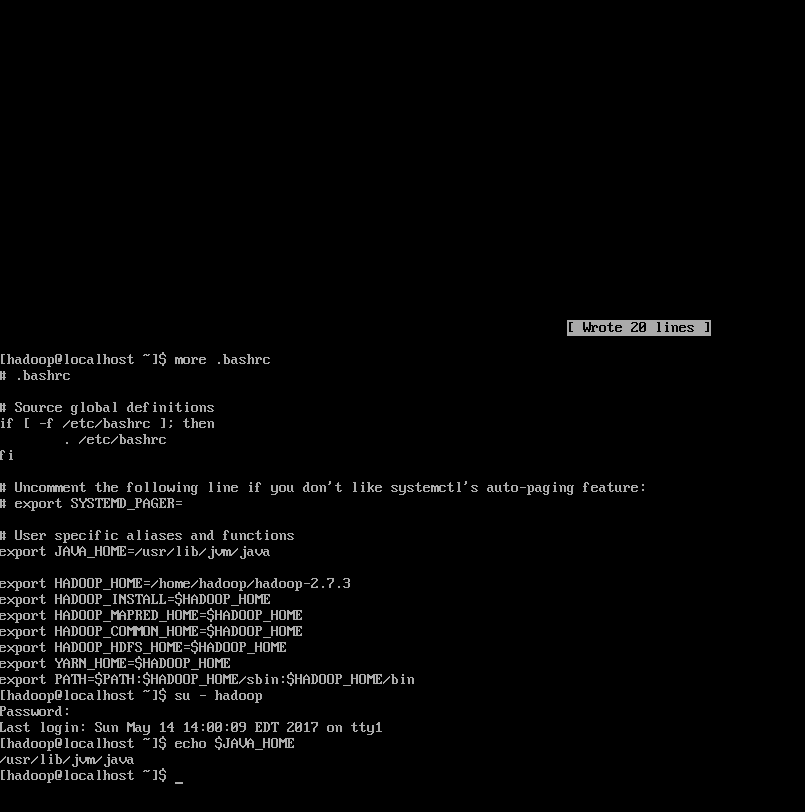 [ Wrote 20 lines ]
[hadoop@localhost ~]$ more .bashrc
# .bashrc
# Source global definitions
if [ -f /etc/bashrc ]; then
        . /etc/bashrc
fi
# Uncomment the following line if you don't like systemctl's auto-paging feature:
# export SYSTEMD_PAGER=
# User specific aliases and functions
export JAVA_HOME=/usr/lib/jvm/java
export HADOOP_HOME=/home/hadoop/hadoop-2.7.3
export HADOOP_INSTALL=$HADOOP_HOME
export HADOOP_MAPRED_HOME=$HADOOP_HOME
export HADOOP_COMMON_HOME=$HADOOP_HOME
export HADOOP_HDFS_HOME=$HADOOP_HOME
export YARN_HOME=$HADOOP_HOME
export PATH=$PATH:$HADOOP_HOME/sbin:$HADOOP_HOME/bin
[hadoop@localhost ~]$ su - hadoop
Password:
Last login: Sun May 14 14:00:09 EDT 2017 on tty1
[hadoop@localhost ~]$ echo $JAVA_HOME
/usr/lib/jvm/java
[hadoop@localhost ~]$ _